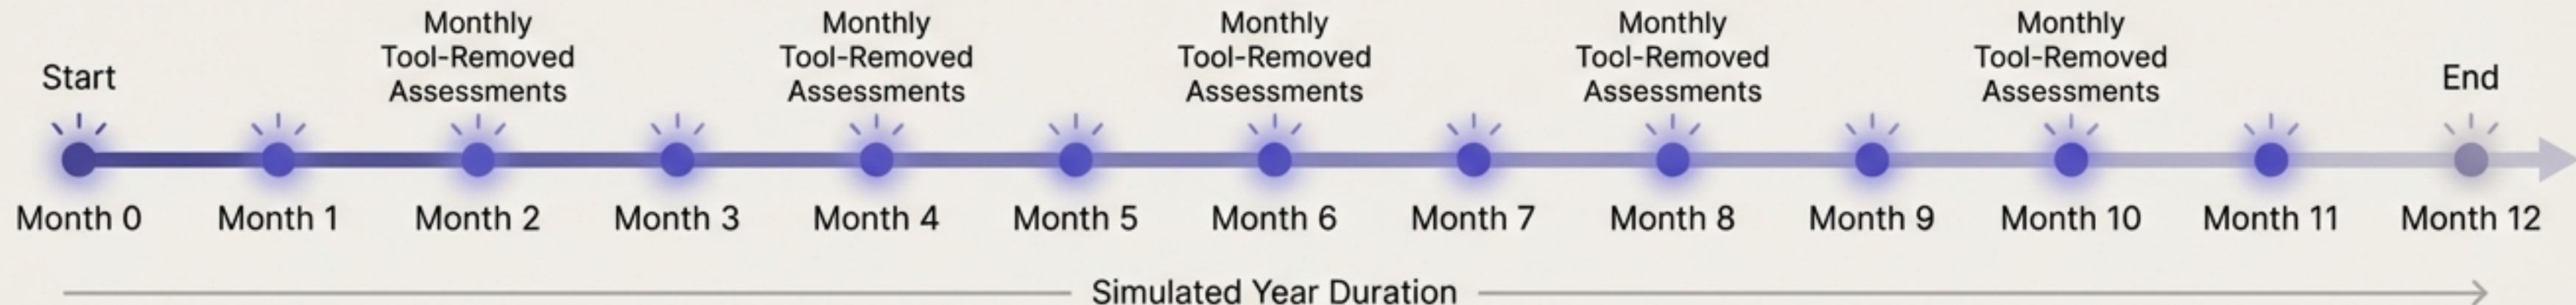 Start
Monthly
Tool-Removed
Assessments
Monthly
Tool-Removed
Assessments
Monthly
Tool-Removed
Assessments
Monthly
Tool-Removed
Assessments
Monthly
Tool-Removed
Assessments
End
Month 0
Month 1
Month 2
Month 3
Month 4
Month 5
Month 6
Month 7
Month 8
Month 9
Month 10
Month 11
Month 12
Simulated Year Duration